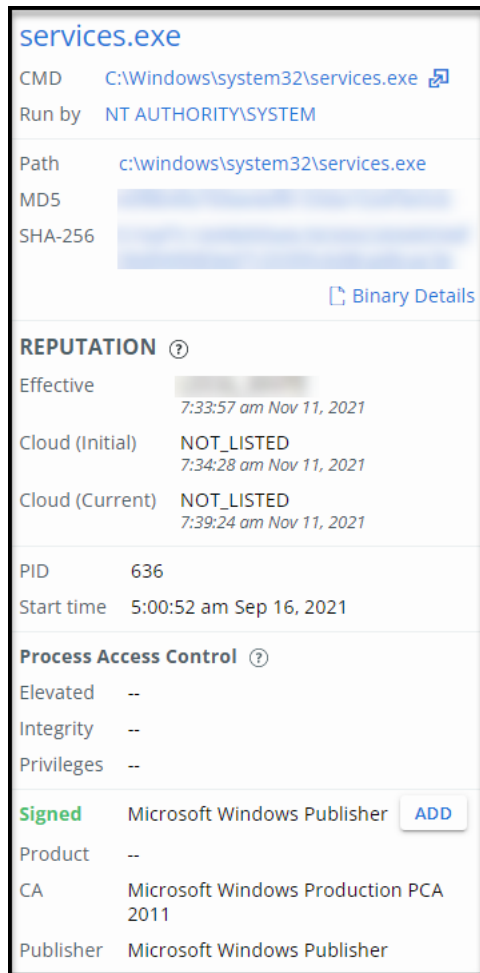 services.exe
CMD C:\Windows\system32\services.exe
Run by NT AUTHORITY\SYSTEM
Path c:\windows\system32\services.exe
MD5
SHA-256
Binary Details
REPUTATION ?
Effective
7:33:57 am Nov 11, 2021
Cloud (Initial) NOT_LISTED
7:34:28 am Nov 11, 2021
Cloud (Current) NOT_LISTED
7:39:24 am Nov 11, 2021
PID 636
Start time 5:00:52 am Sep 16, 2021
Process Access Control ?
Elevated --
Integrity --
Privileges --
Signed Microsoft Windows Publisher ADD
Product --
CA Microsoft Windows Production PCA
2011
Publisher Microsoft Windows Publisher